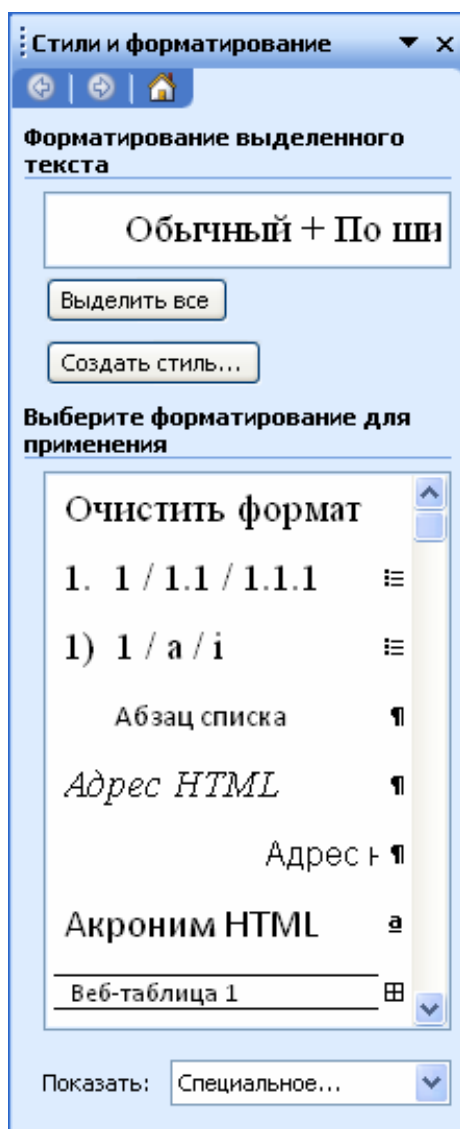 Стили и форматирование
Форматирование выделенного
текста
Обычный + По ши
Выделить все
Создать стиль...
Выберите форматирование для
применения
Очистить формат
1. 1 / 1.1 / 1.1.1
1) 1 / a / i
Абзац списка ¶
Адрес HTML ¶
Адрес н ¶
Акроним HTML a
Веб-таблица 1
Показать: Специальное...